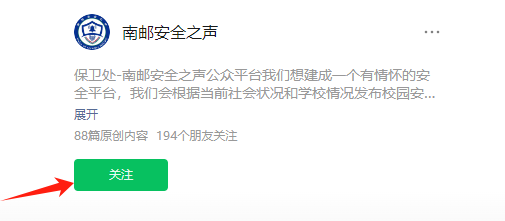 南邮安全之声
保卫处-南邮安全之声公众平台我们想建成一个有情怀的安
全平台，我们会根据当前社会状况和学校情况发布校园安...
展开
88篇原创内容 194个朋友关注
关注